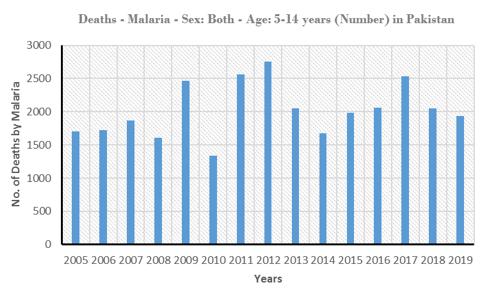 Deaths - Malaria - Sex: Both - Age: 5-14 years (Number) in Pakistan
No. of Deaths by Malaria
3000
2500
2000
1500
1000
500
0
2005 2006 2007 2008 2009 2010 2011 2012 2013 2014 2015 2016 2017 2018 2019
Years